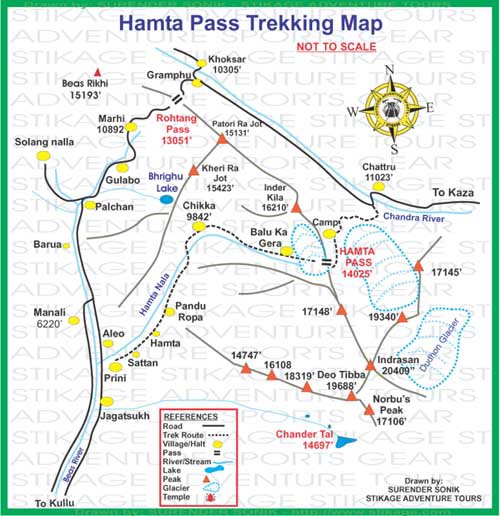 Drawn by: SURENDER SONIK - STIKAGE ADVENTURE TOURS
Hamta Pass Trekking Map
NOT TO SCALE
Khoksar
10305'
Gramphu
Beas Rikhi
15193'
N
W
E
S
Marhi
10892
Rohtang
Pass
13051'
Patori Ra Jot
15131'
Solang nalla
Kheri Ra
Jot
15423'
Chattru
11023'
Gulabo
Bhrighu
Lake
Inder
Kila
16210'
To Kaza
Palchan
Chikka
9842'
Camp
Chandra River
Balu Ka
Gera
Barua
HAMTA
PASS
14025'
17145'
Hamta Nala
Manali
6220'
Pandu
Ropa
17148'
19340'
Aleo
Hamta
Dudhon Glacier
Sattan
14747'
16108
18319'
Deo Tibba
19688'
Indrasan
20409"
Prini
Norbu's
Peak
17106'
Jagatsukh
REFERENCES
Road
Trek Route
Village/Halt
Pass
River/Stream
Lake
Peak
Glacier
Temple
Chander Tal
14697'
Beas River
To Kullu
Drawn by:
SURENDER SONIK
STIKAGE ADVENTURE TOURS